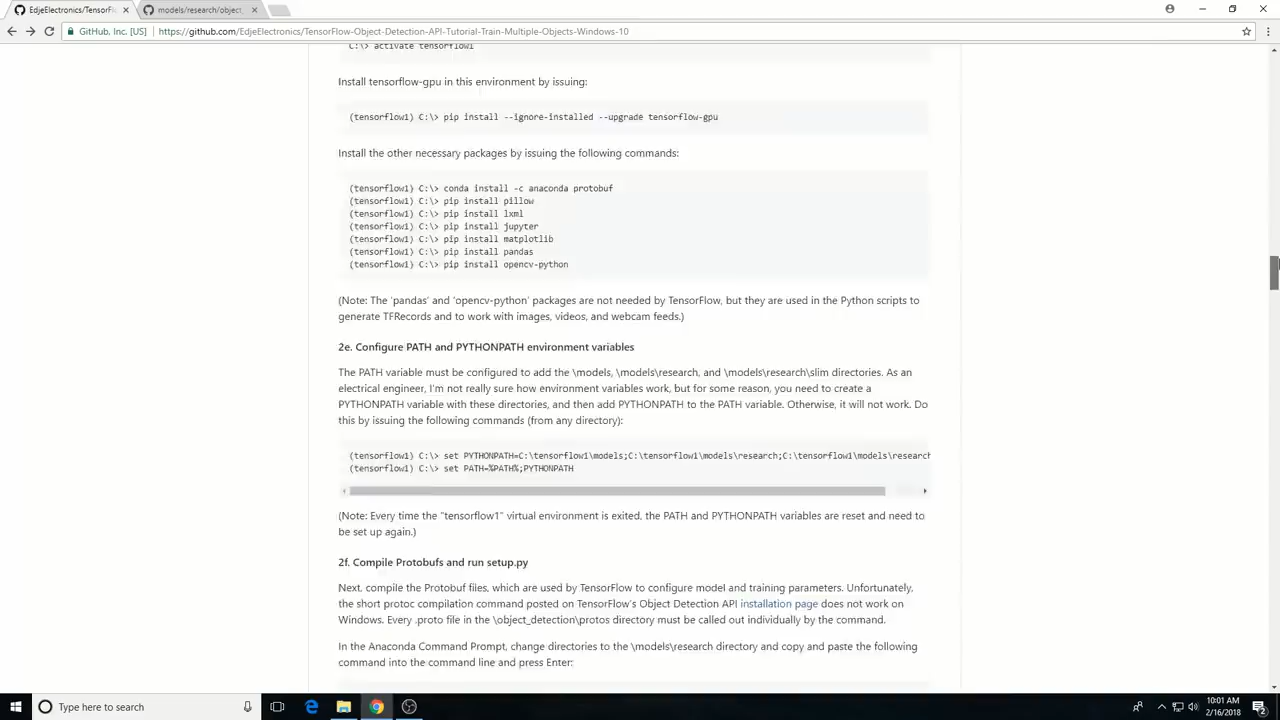 EdjeElectronics/TensorFl
models/research/object_
GitHub, Inc. [US]
https://github.com/EdjeElectronics/TensorFlow-Object-Detection-API-Tutorial-Train-Multiple-Objects-Windows-10
C:\> activate tensorflow1
Install tensorflow-gpu in this environment by issuing:
(tensorflow1) C:\> pip install --ignore-installed --upgrade tensorflow-gpu
Install the other necessary packages by issuing the following commands:
(tensorflow1) C:\> conda install -c anaconda protobuf
(tensorflow1) C:\> pip install pillow
(tensorflow1) C:\> pip install lxml
(tensorflow1) C:\> pip install jupyter
(tensorflow1) C:\> pip install matplotlib
(tensorflow1) C:\> pip install pandas
(tensorflow1) C:\> pip install opencv-python
(Note: The 'pandas' and 'opencv-python' packages are not needed by TensorFlow, but they are used in the Python scripts to
generate TFRecords and to work with images, videos, and webcam feeds.)
2e. Configure PATH and PYTHONPATH environment variables
The PATH variable must be configured to add the \models, \models\research, and \models\research\slim directories. As an
electrical engineer, I'm not really sure how environment variables work, but for some reason, you need to create a
PYTHONPATH variable with these directories, and then add PYTHONPATH to the PATH variable. Otherwise, it will not work. Do
this by issuing the following commands (from any directory):
(tensorflow1) C:\> set PYTHONPATH=C:\tensorflow1\models;C:\tensorflow1\models\research;C:\tensorflow1\models\research
(tensorflow1) C:\> set PATH=%PATH%;PYTHONPATH
(Note: Every time the "tensorflow1" virtual environment is exited, the PATH and PYTHONPATH variables are reset and need to
be set up again.)
2f. Compile Protobufs and run setup.py
Next, compile the Protobuf files, which are used by TensorFlow to configure model and training parameters. Unfortunately,
the short protoc compilation command posted on TensorFlow's Object Detection API installation page does not work on
Windows. Every .proto file in the \object_detection\protos directory must be called out individually by the command.
In the Anaconda Command Prompt, change directories to the \models\research directory and copy and paste the following
command into the command line and press Enter:
Type here to search
10:01 AM
2/16/2018
2